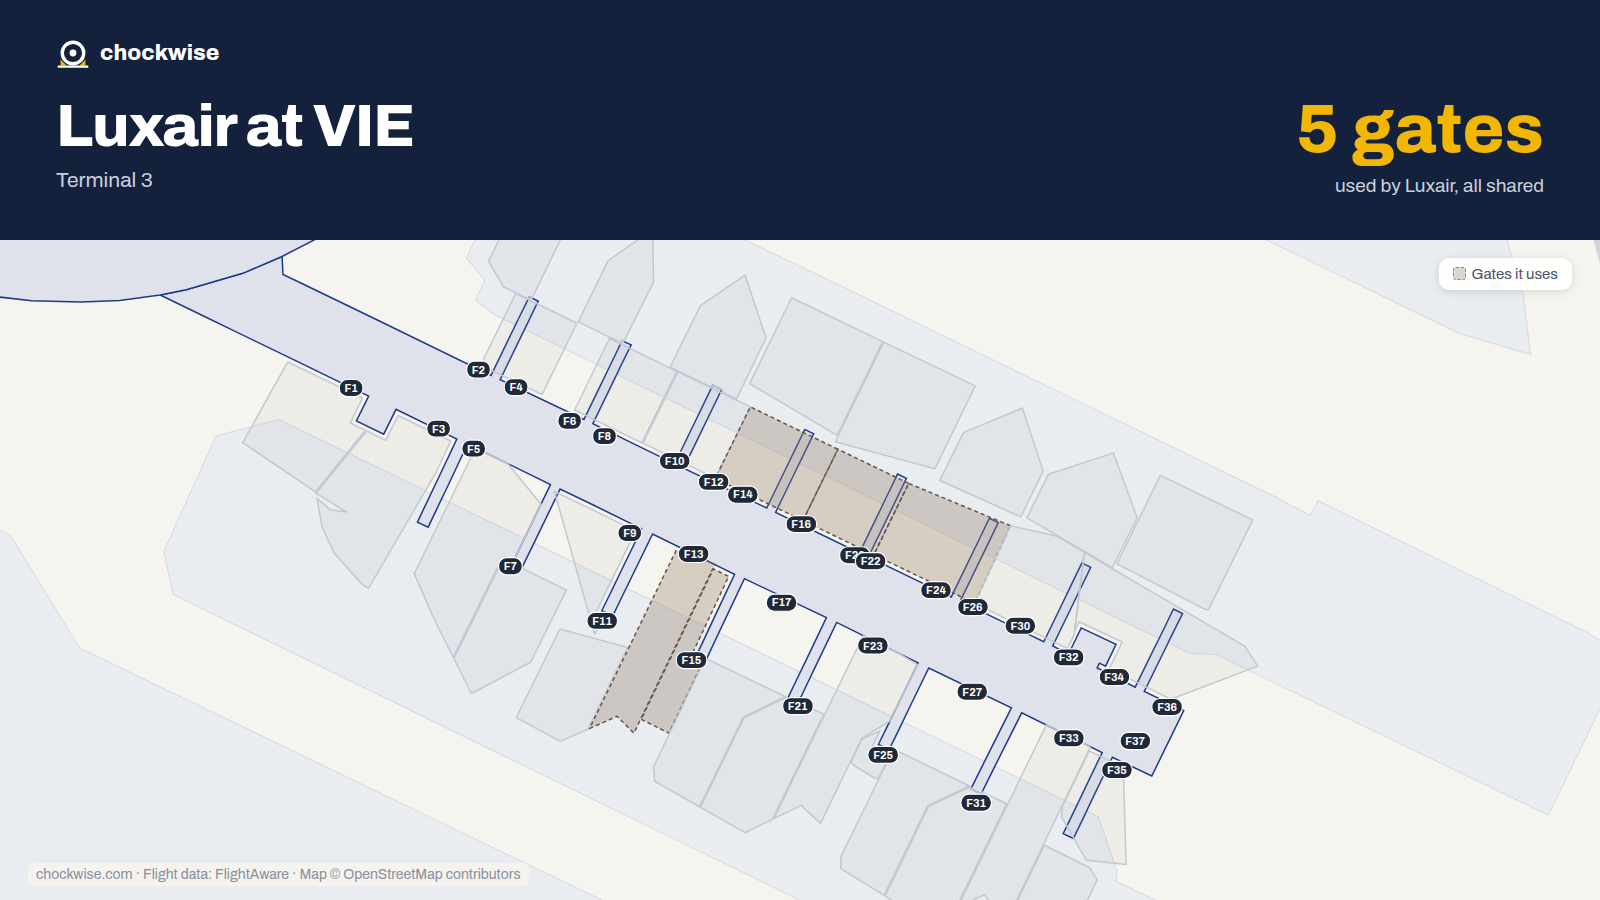 chockwise
Luxair at VIE
Terminal 3
5 gates
used by Luxair, all shared
Gates it uses
F1
F2
F4
F3
F5
F6
F8
F10
F12
F14
F16
F22
F24
F26
F30
F32
F34
F36
F7
F9
F11
F13
F15
F17
F21
F23
F25
F27
F31
F33
F35
F37
chockwise.com · Flight data: FlightAware · Map © OpenStreetMap contributors